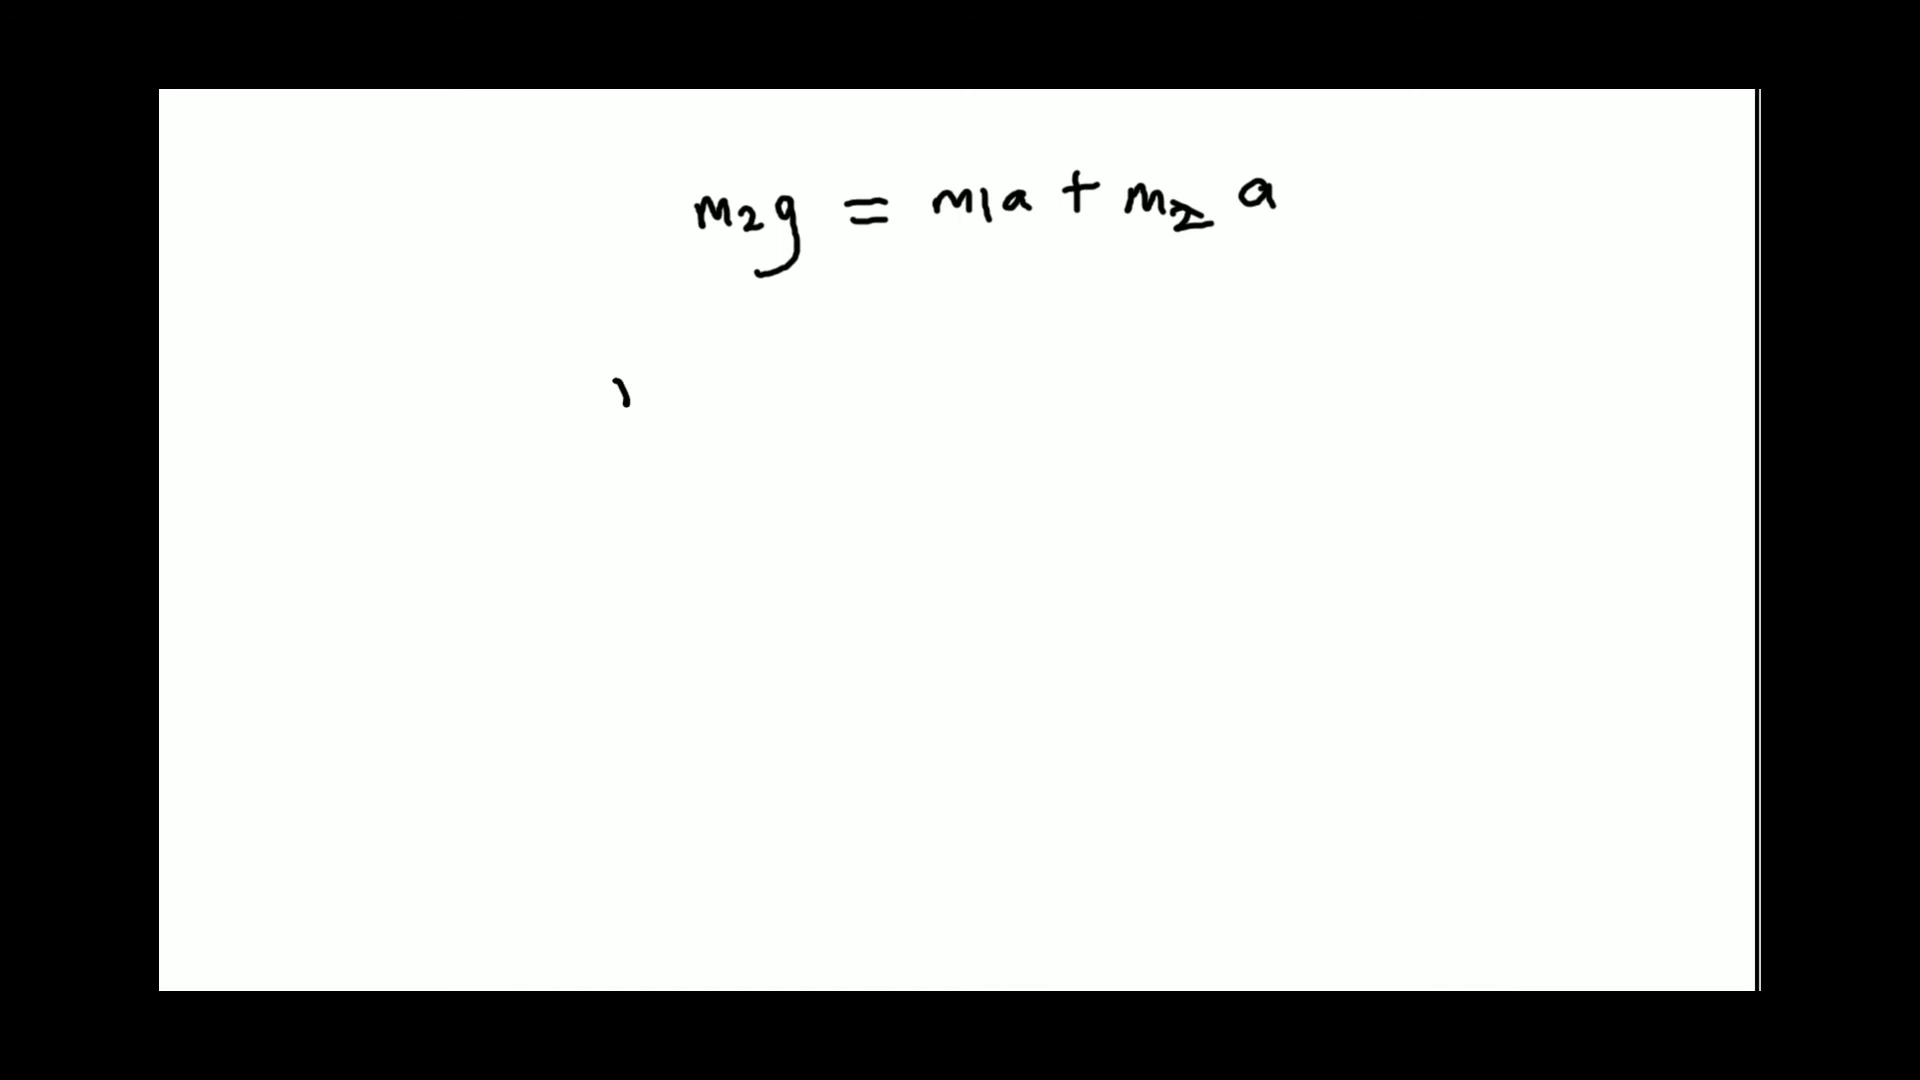 m₂g = m1a + m₂ a